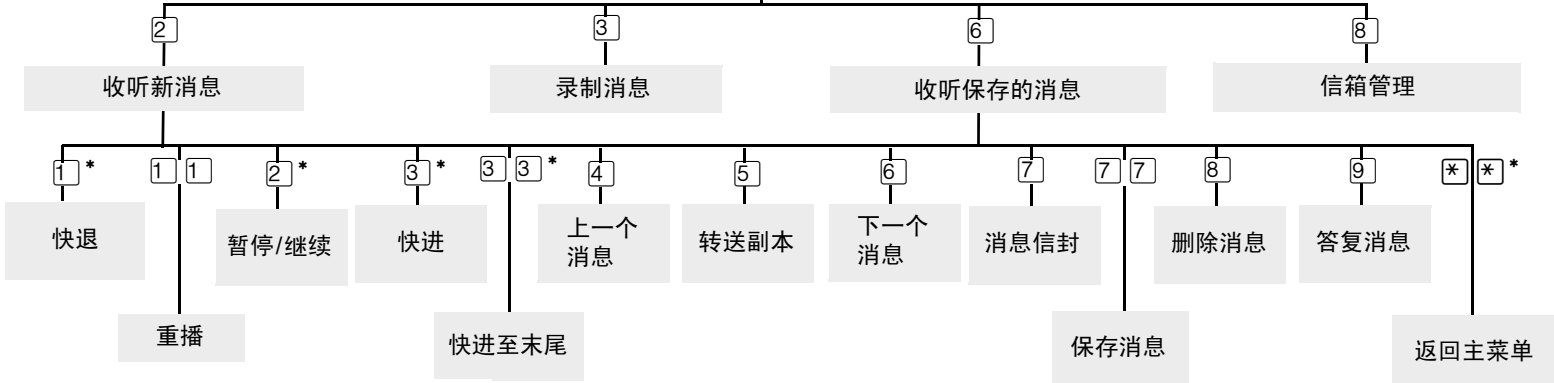 2 3 6 8
收听新消息 录制消息 收听保存的消息 信箱管理
1 * 1 1 2 * 3 * 3 3 * 4 5 6 7 7 7 8 9 * * *
快退 暂停/继续 快进 上一个 转送副本 下一个 消息信封 删除消息 答复消息
消息 消息
重播 快进至末尾 保存消息 返回主菜单